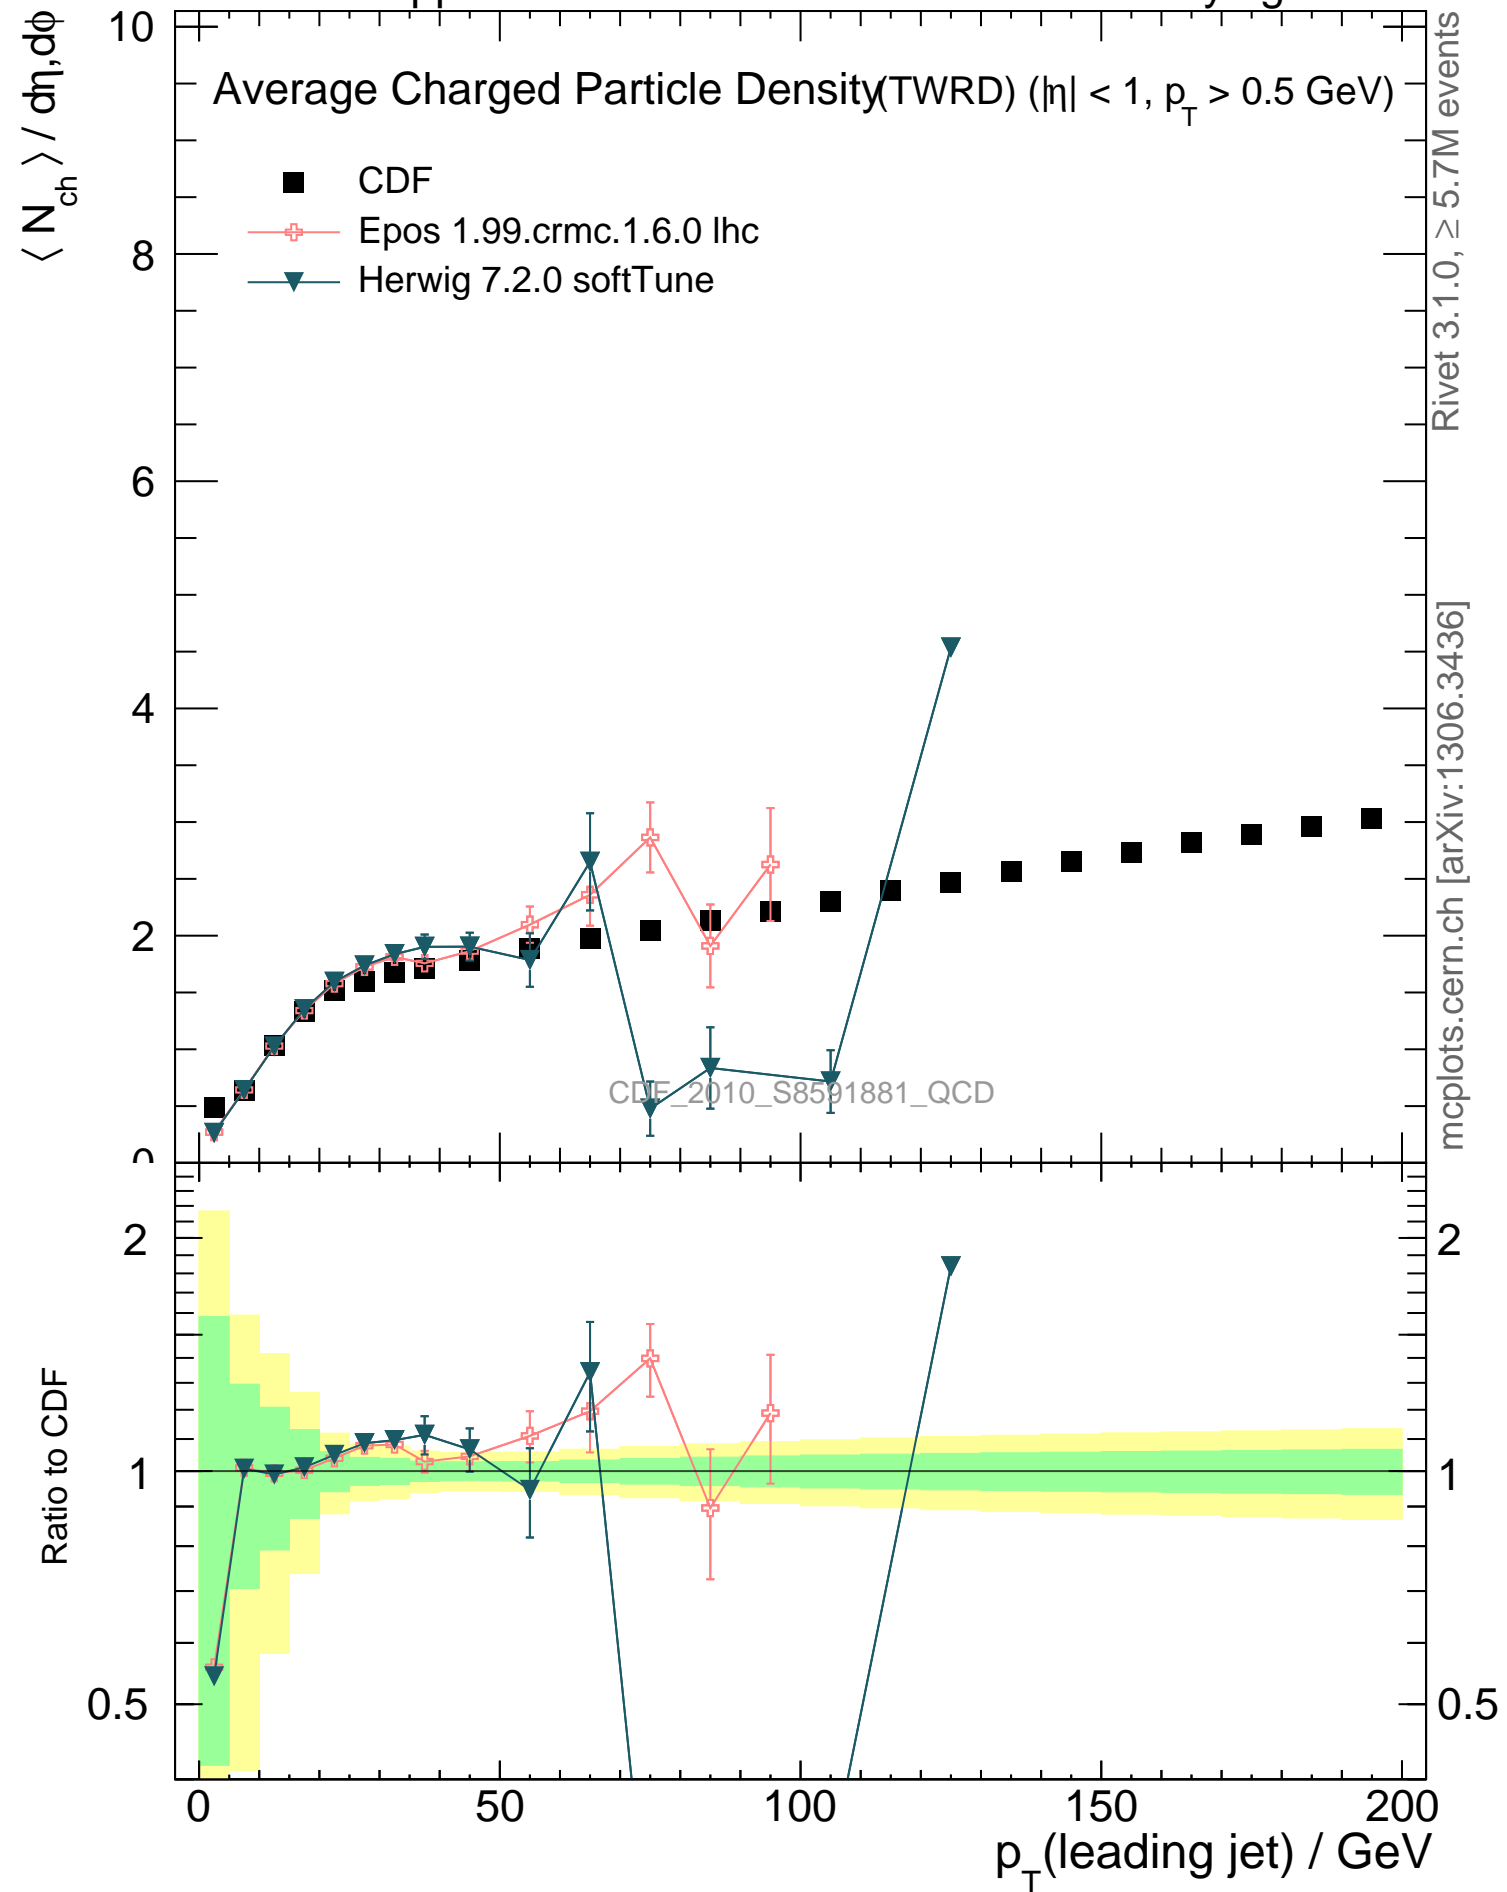 ⟨ N_ch ⟩ / dη,dϕ
Average Charged Particle Density (TWRD) (|η| < 1, p_T > 0.5 GeV)
CDF
Epos 1.99.crmc.1.6.0 lhc
Herwig 7.2.0 softTune
10
8
6
4
2
0
CDF_2010_S8591881_QCD
Rivet 3.1.0, ≥ 5.7M events
mcplots.cern.ch [arXiv:1306.3436]
Ratio to CDF
2
1
0.5
2
1
0.5
0 50 100 150 200
p_T(leading jet) / GeV